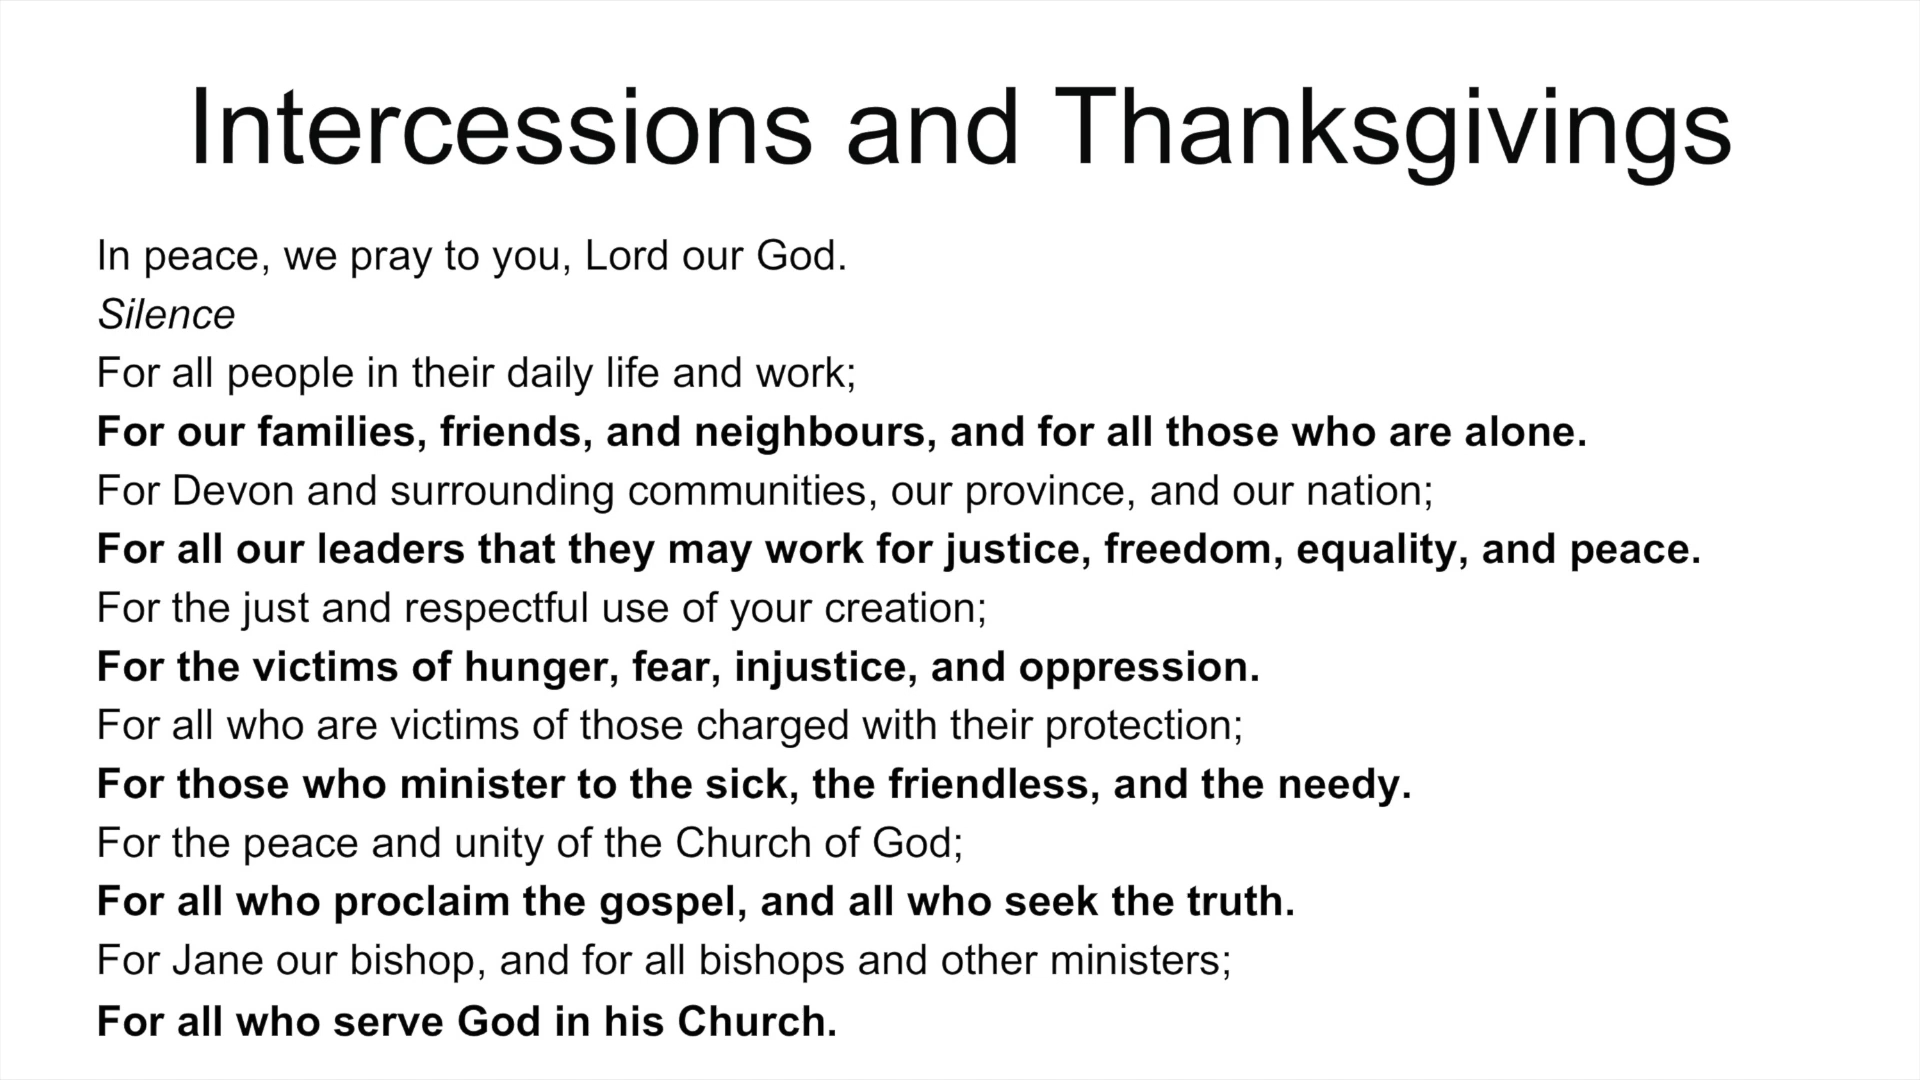 Intercessions and Thanksgivings
In peace, we pray to you, Lord our God.
Silence
For all people in their daily life and work;
For our families, friends, and neighbours, and for all those who are alone.
For Devon and surrounding communities, our province, and our nation;
For all our leaders that they may work for justice, freedom, equality, and peace.
For the just and respectful use of your creation;
For the victims of hunger, fear, injustice, and oppression.
For all who are victims of those charged with their protection;
For those who minister to the sick, the friendless, and the needy.
For the peace and unity of the Church of God;
For all who proclaim the gospel, and all who seek the truth.
For Jane our bishop, and for all bishops and other ministers;
For all who serve God in his Church.